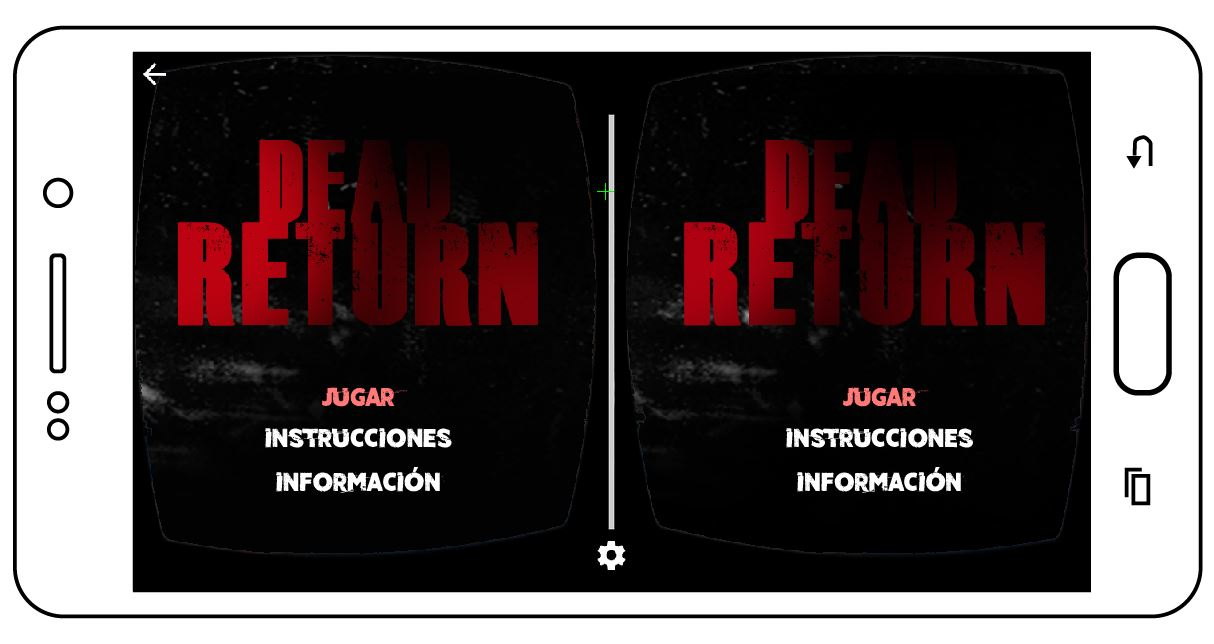 DEAD
RETURN
JUGAR
INSTRUCCIONES
INFORMACIÓN
DEAD
RETURN
JUGAR
INSTRUCCIONES
INFORMACIÓN